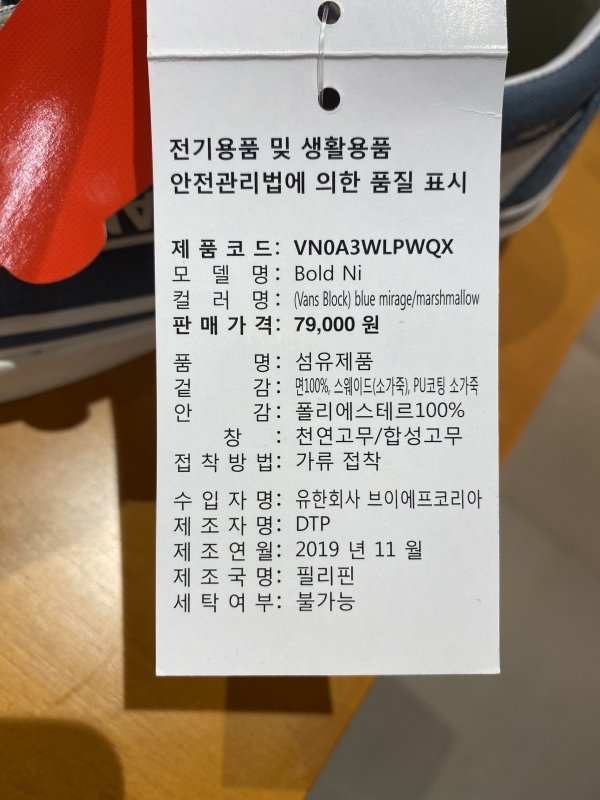 전기용품 및 생활용품
안전관리법에 의한 품질 표시
제 품 코 드: VN0A3WLPWQX
모 델 명: Bold Ni
컬 러 명: (Vans Block) blue mirage/marshmallow
판 매 가 격: 79,000 원
품 명: 섬유제품
겉 감: 면100%, 스웨이드(소가죽), PU코팅 소가죽
안 감: 폴리에스테르100%
창 : 천연고무/합성고무
접 착 방 법: 가류 접착
수 입 자 명: 유한회사 브이에프코리아
제 조 자 명: DTP
제 조 연 월: 2019 년 11 월
제 조 국 명: 필리핀
세 탁 여 부: 불가능